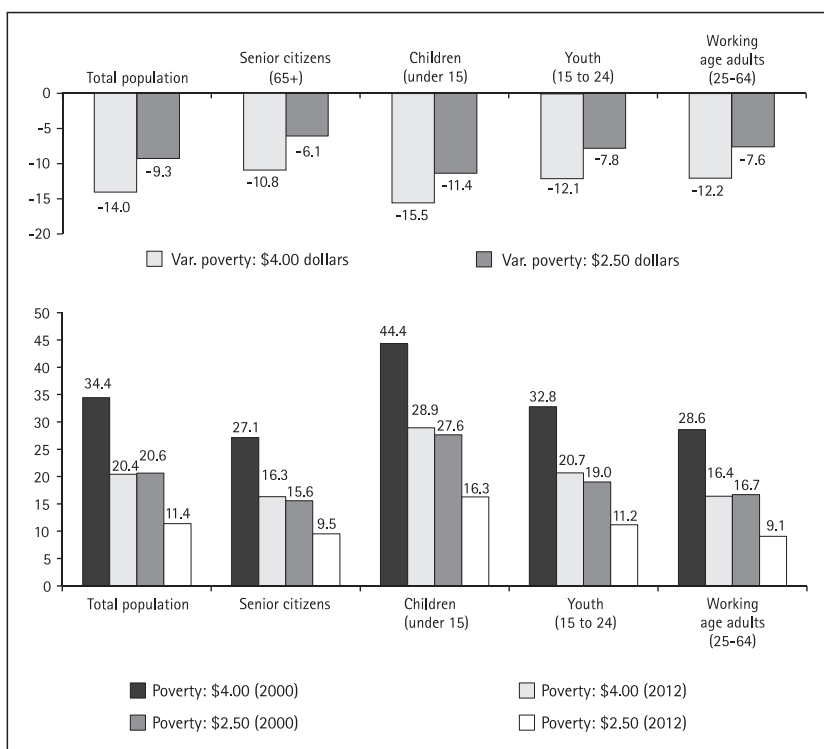 Total population
Senior citizens
(65+)
Children
(under 15)
Youth
(15 to 24)
Working
age adults
(25-64)
0
-5
-10
-15
-20
-14.0
-9.3
-10.8
-6.1
-15.5
-11.4
-12.1
-7.8
-12.2
-7.6
Var. poverty: $4.00 dollars
Var. poverty: $2.50 dollars
50
45
40
35
30
25
20
15
10
5
0
34.4
20.4
20.6
11.4
27.1
16.3
15.6
9.5
44.4
28.9
27.6
16.3
32.8
20.7
19.0
11.2
28.6
16.4
16.7
9.1
Total population
Senior citizens
Children
(under 15)
Youth
(15 to 24)
Working
age adults
(25-64)
Poverty: $4.00 (2000)
Poverty: $4.00 (2012)
Poverty: $2.50 (2000)
Poverty: $2.50 (2012)